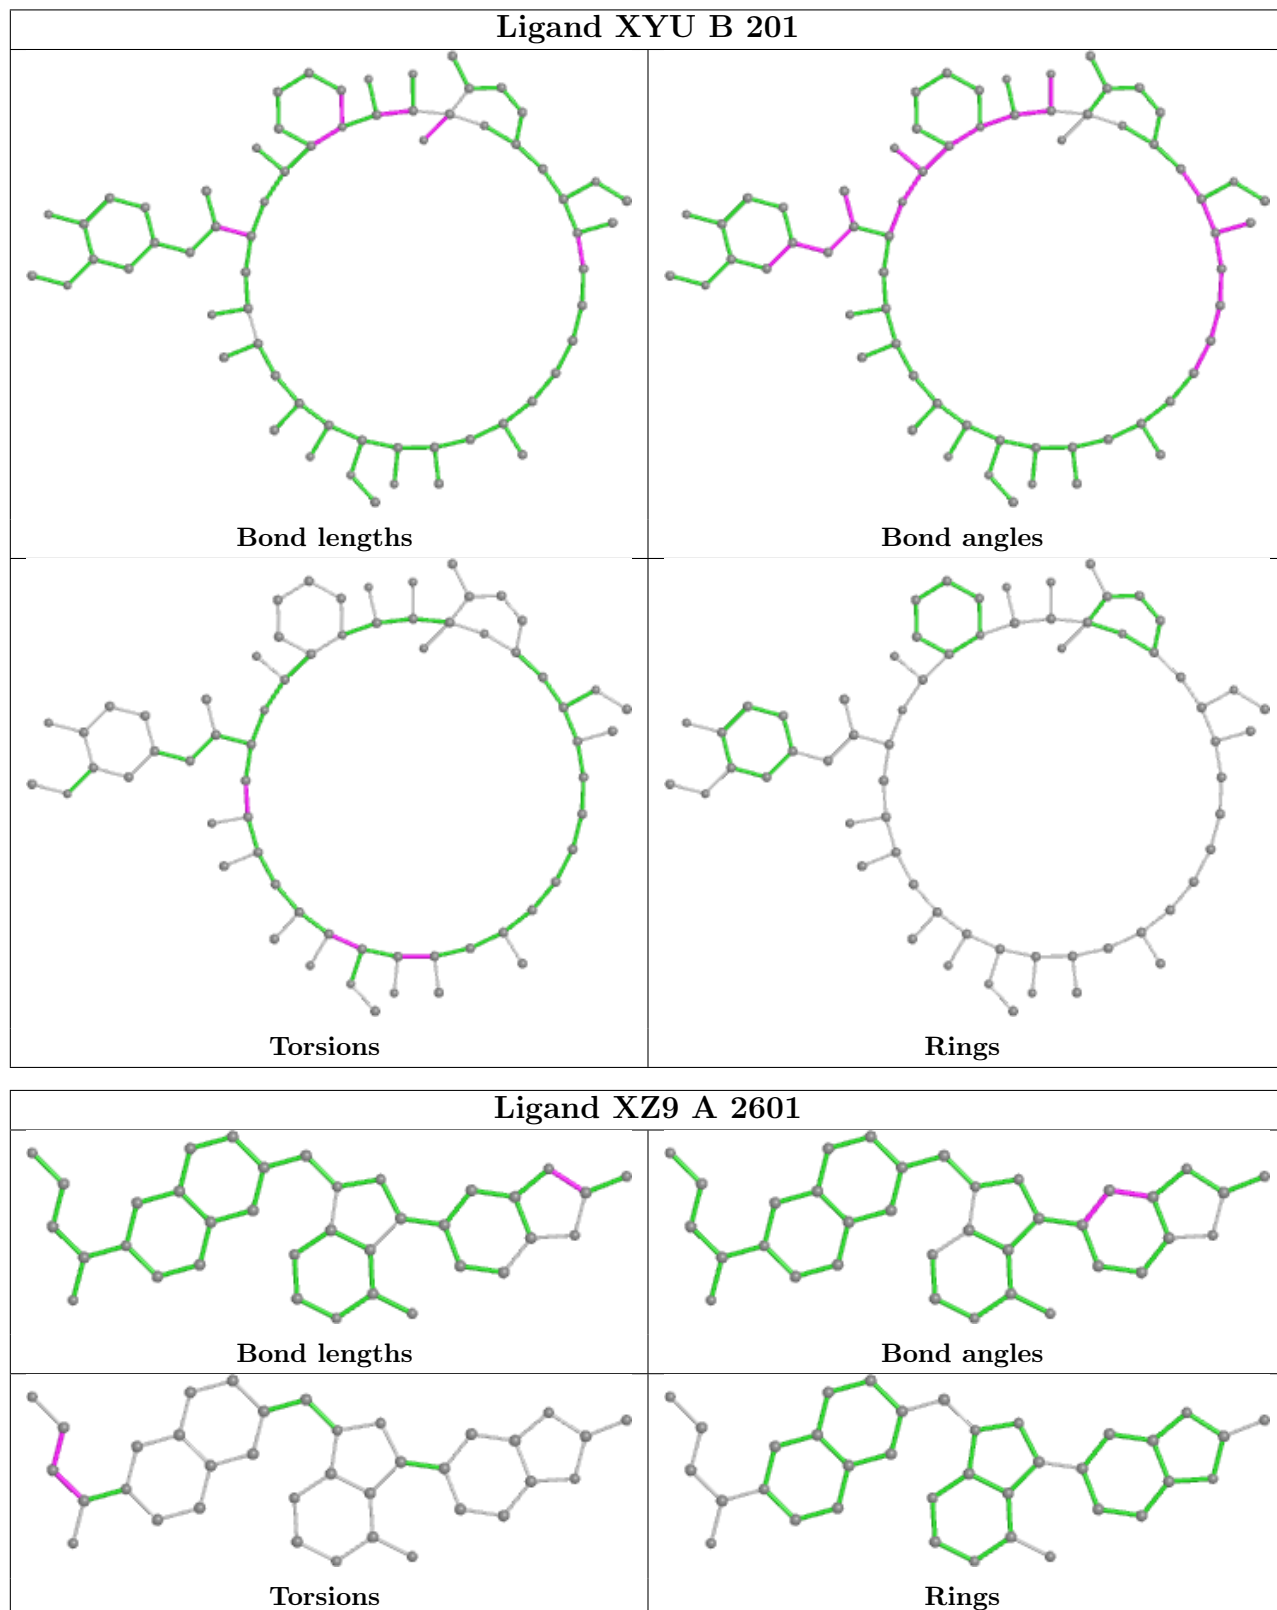 Ligand XYU B 201
Bond lengths
Bond angles
Torsions
Rings
Ligand XZ9 A 2601
Bond lengths
Bond angles
Torsions
Rings